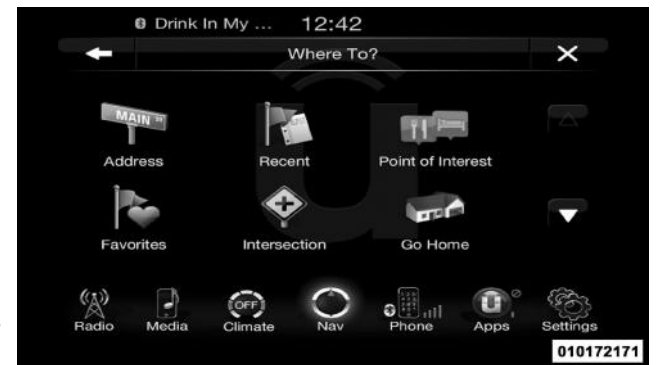 Drink In My ... 12:42
Where To?
MAIN ST
Address Recent Point of Interest
Favorites Intersection Go Home
OFF
Radio Media Climate Nav Phone Apps Settings
010172171